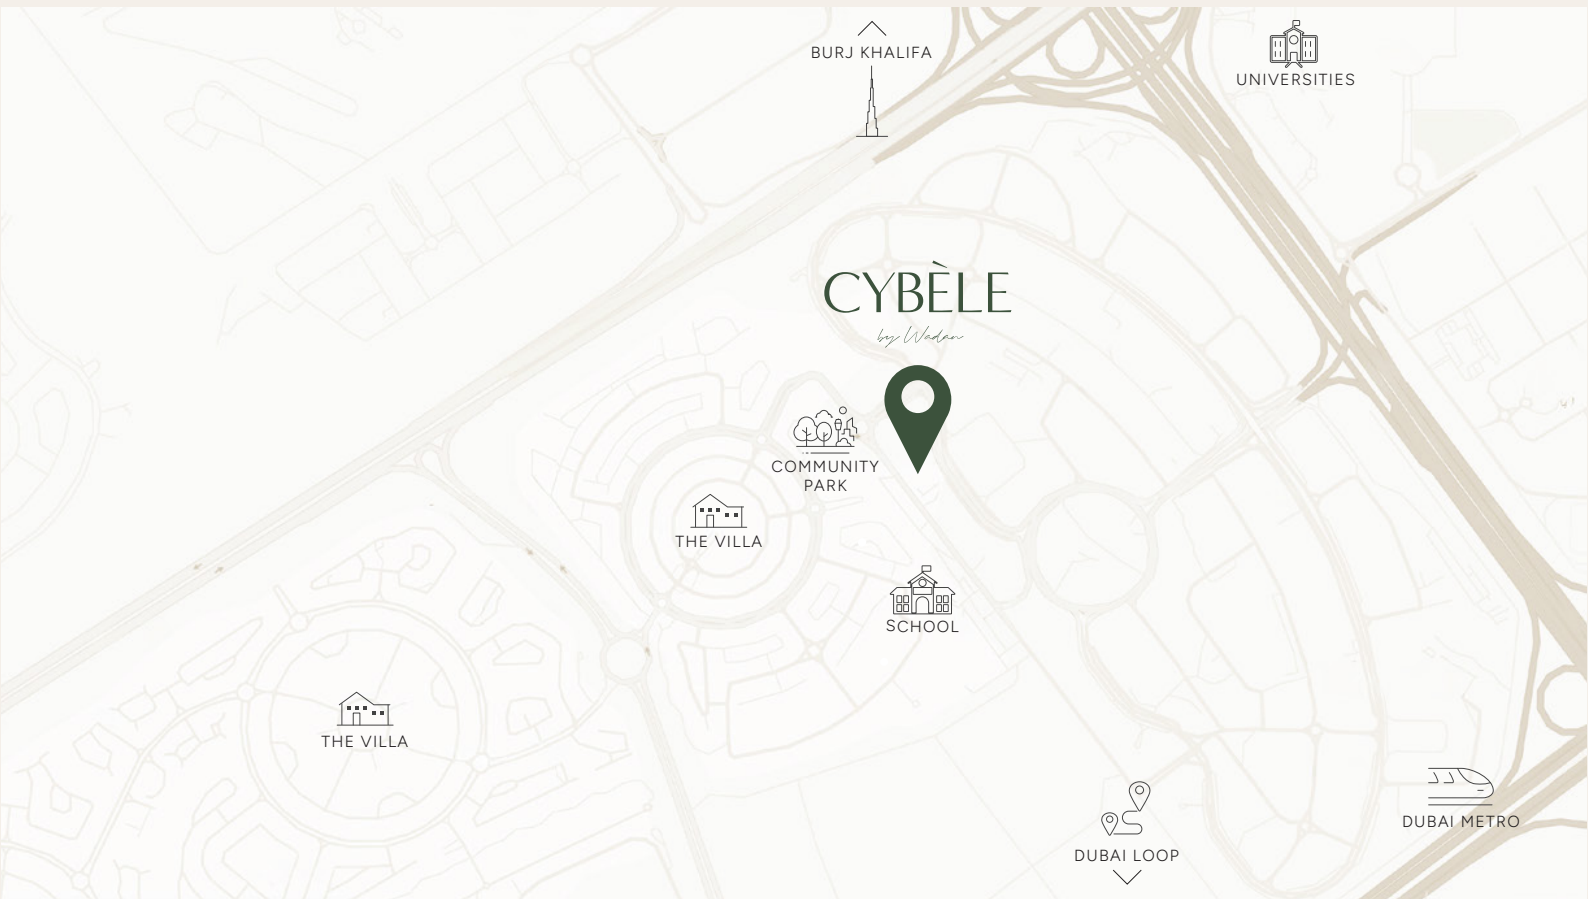 BURJ KHALIFA
UNIVERSITIES
CYBÈLE
by Wadan
COMMUNITY
PARK
THE VILLA
SCHOOL
THE VILLA
DUBAI METRO
DUBAI LOOP